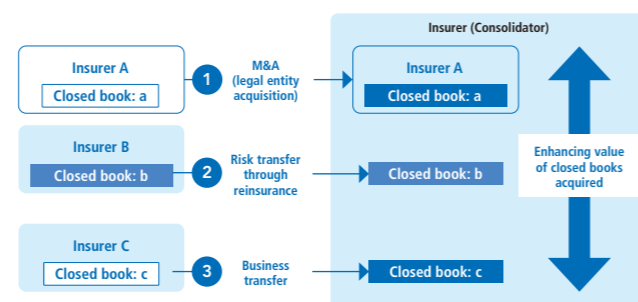 Insurer (Consolidator)
Insurer A
Closed book: a
1
M&A
(legal entity
acquisition)
Insurer A
Closed book: a
Insurer B
Closed book: b
2
Risk transfer
through
reinsurance
Closed book: b
Enhancing value
of closed books
acquired
Insurer C
Closed book: c
3
Business
transfer
Closed book: c